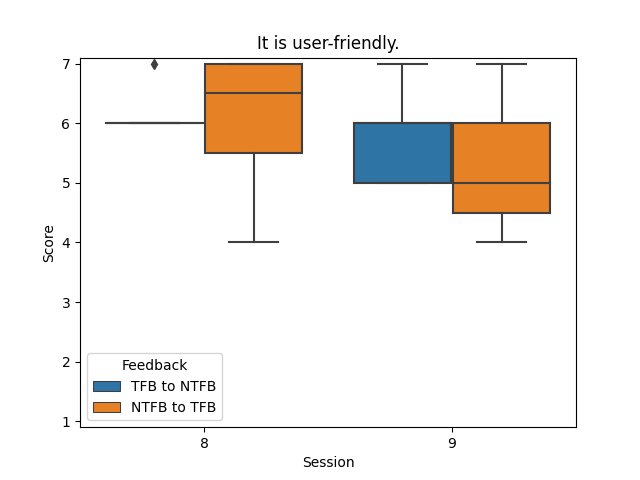 It is user-friendly.
7
6
5
4
3
2
1
Score
Feedback
TFB to NTFB
NTFB to TFB
8
9
Session